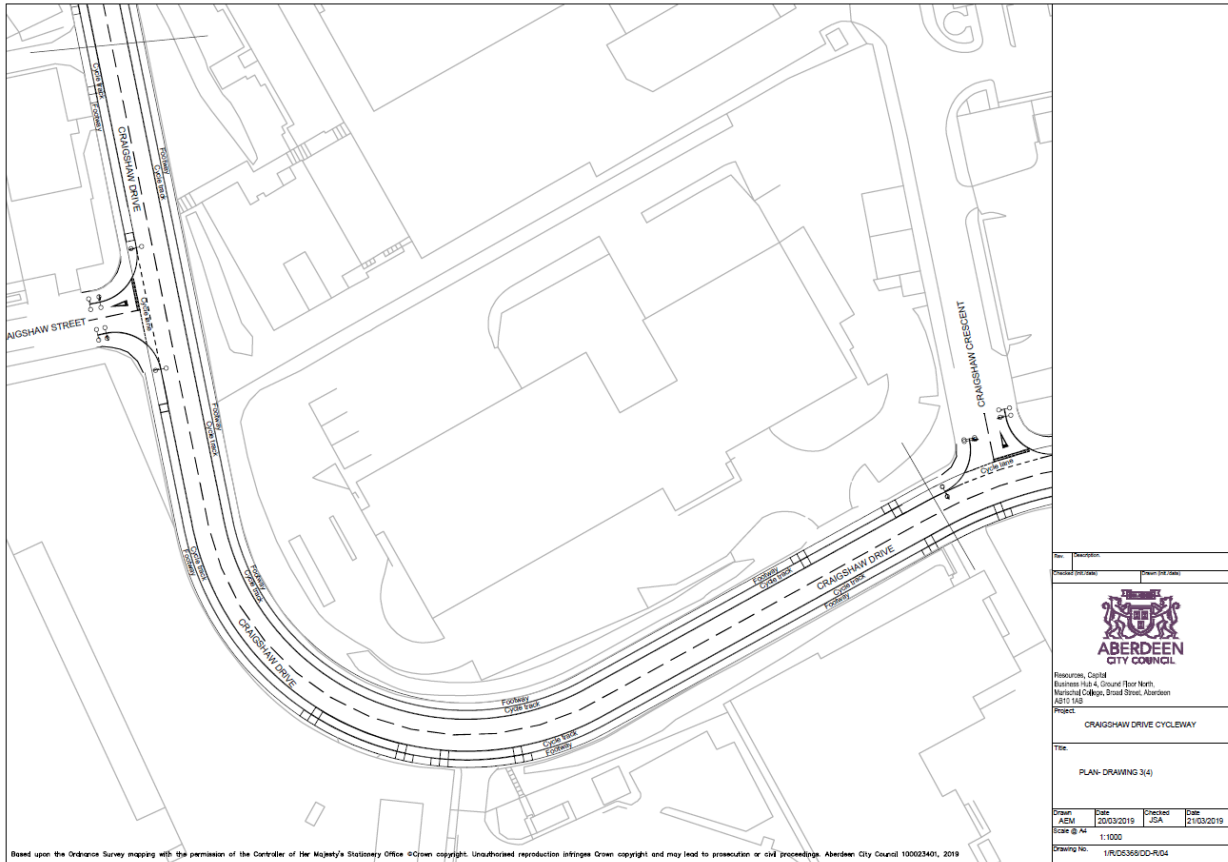 Cycle track
Footway
CRAIGSHAW DRIVE
Footway
Cycle track
Cycle lane
AIGSHAW STREET
Footway
Cycle track
CRAIGSHAW CRESCENT
Cycle lane
Cycle track
Footway
Footway
Cycle track
CRAIGSHAW DRIVE
Footway
Cycle track
CRAIGSHAW DRIVE
Cycle track
Footway
Footway
Cycle track
Cycle track
Footway
Rev. Description.
Checked (init./date) Drawn (init./date)
ABERDEEN
CITY COUNCIL
Resources, Capital
Business Hub 4, Ground Floor North,
Marischal College, Broad Street, Aberdeen
AB10 1AB
Project.
CRAIGSHAW DRIVE CYCLEWAY
Title.
PLAN- DRAWING 3(4)
Drawn Date Checked Date
AEM 20/03/2019 JSA 21/03/2019
Scale @ A4
1:1000
Drawing No. 1/R/D5368/DD-R/04
Based upon the Ordnance Survey mapping with the permission of the Controller of Her Majesty's Stationery Office ©Crown copyright. Unauthorised reproduction infringes Crown copyright and may lead to prosecution or civil proceedings. Aberdeen City Council 100023401, 2019